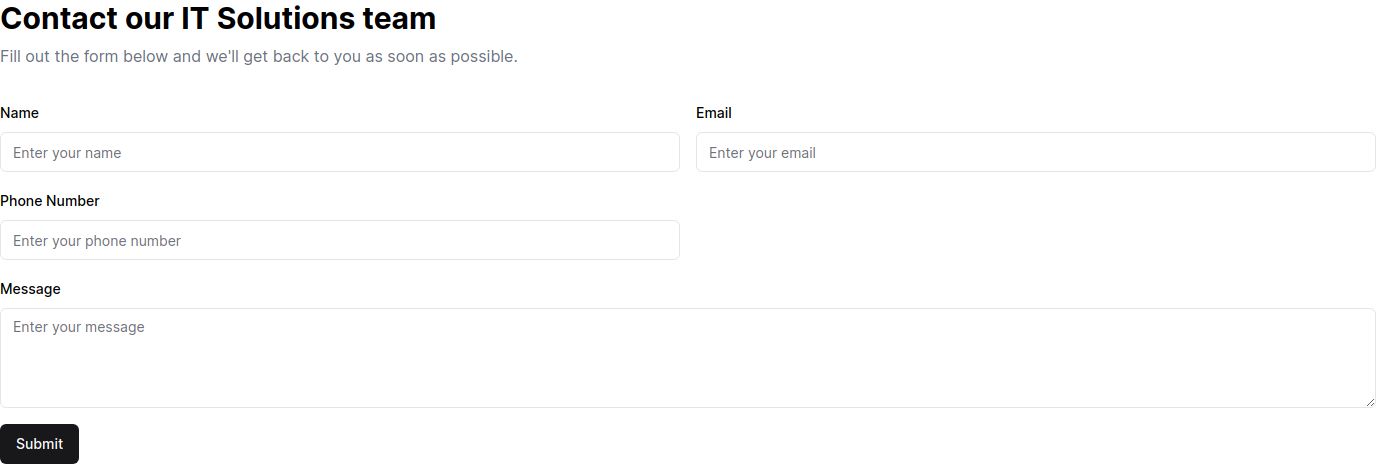 Contact our IT Solutions team
Fill out the form below and we'll get back to you as soon as possible.
Name
Enter your name
Email
Enter your email
Phone Number
Enter your phone number
Message
Enter your message
Submit